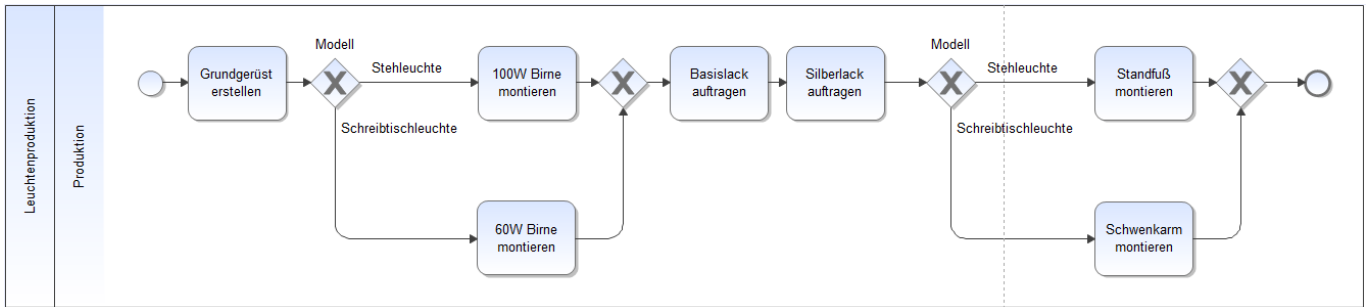 Leuchtenproduktion
Produktion
Grundgerüst
erstellen
Modell
Stehleuchte
Schreibtischleuchte
100W Birne
montieren
60W Birne
montieren
Basislack
auftragen
Silberlack
auftragen
Modell
Stehleuchte
Schreibtischleuchte
Standfuß
montieren
Schwenkarm
montieren